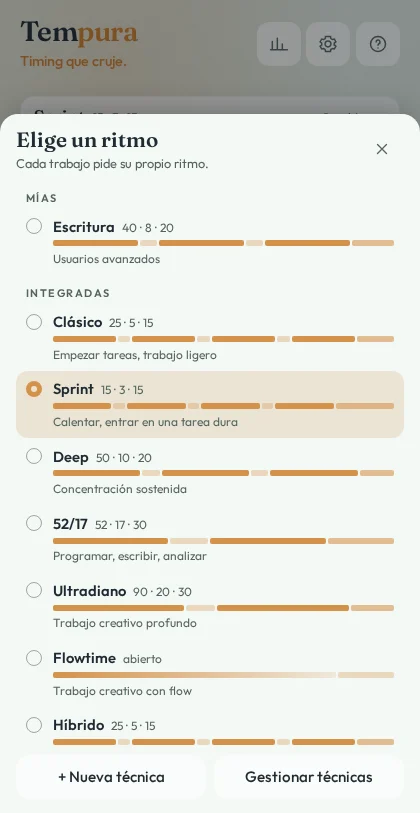 Tempura
Timing que cruje.
Elige un ritmo
Cada trabajo pide su propio ritmo.
MÍAS
Escritura 40 · 8 · 20
Usuarios avanzados
INTEGRADAS
Clásico 25 · 5 · 15
Empezar tareas, trabajo ligero
Sprint 15 · 3 · 15
Calentar, entrar en una tarea dura
Deep 50 · 10 · 20
Concentración sostenida
52/17 52 · 17 · 30
Programar, escribir, analizar
Ultradiano 90 · 20 · 30
Trabajo creativo profundo
Flowtime abierto
Trabajo creativo con flow
Híbrido 25 · 5 · 15
+ Nueva técnica
Gestionar técnicas